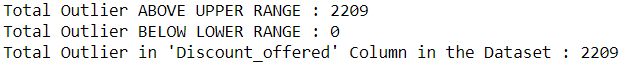 Total Outlier ABOVE UPPER RANGE : 2209
Total Outlier BELOW LOWER RANGE : 0
Total Outlier in 'Discount_offered' Column in the Dataset : 2209